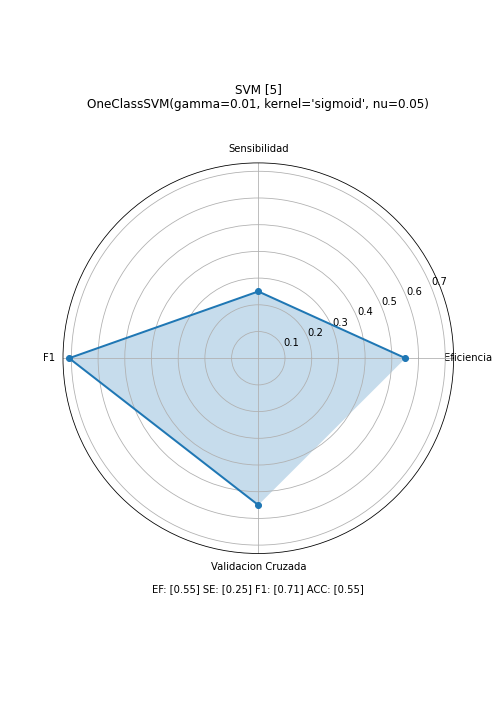 SVM [5]
OneClassSVM(gamma=0.01, kernel='sigmoid', nu=0.05)
Sensibilidad
0.7
0.6
0.5
0.4
0.3
0.2
0.1
F1
Eficiencia
Validacion Cruzada
EF: [0.55] SE: [0.25] F1: [0.71] ACC: [0.55]